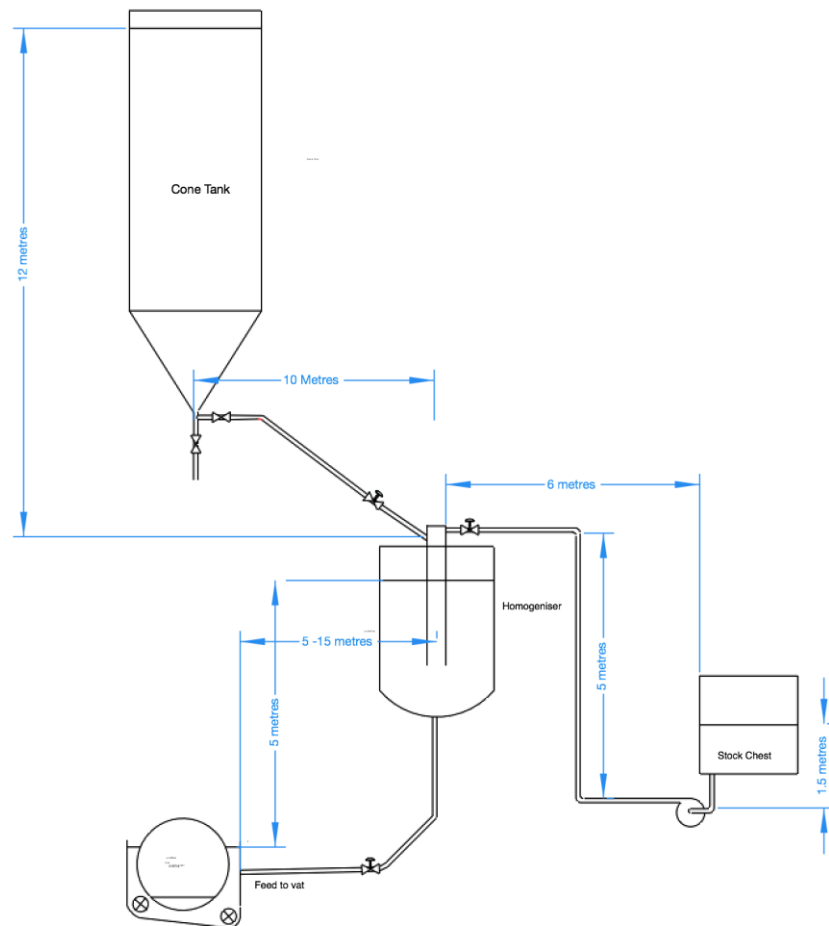 Cone Tank
12 metres
10 Metres
6 metres
Homogeniser
5 -15 metres
5 metres
5 metres
Stock Chest
1.5 metres
Feed to vat